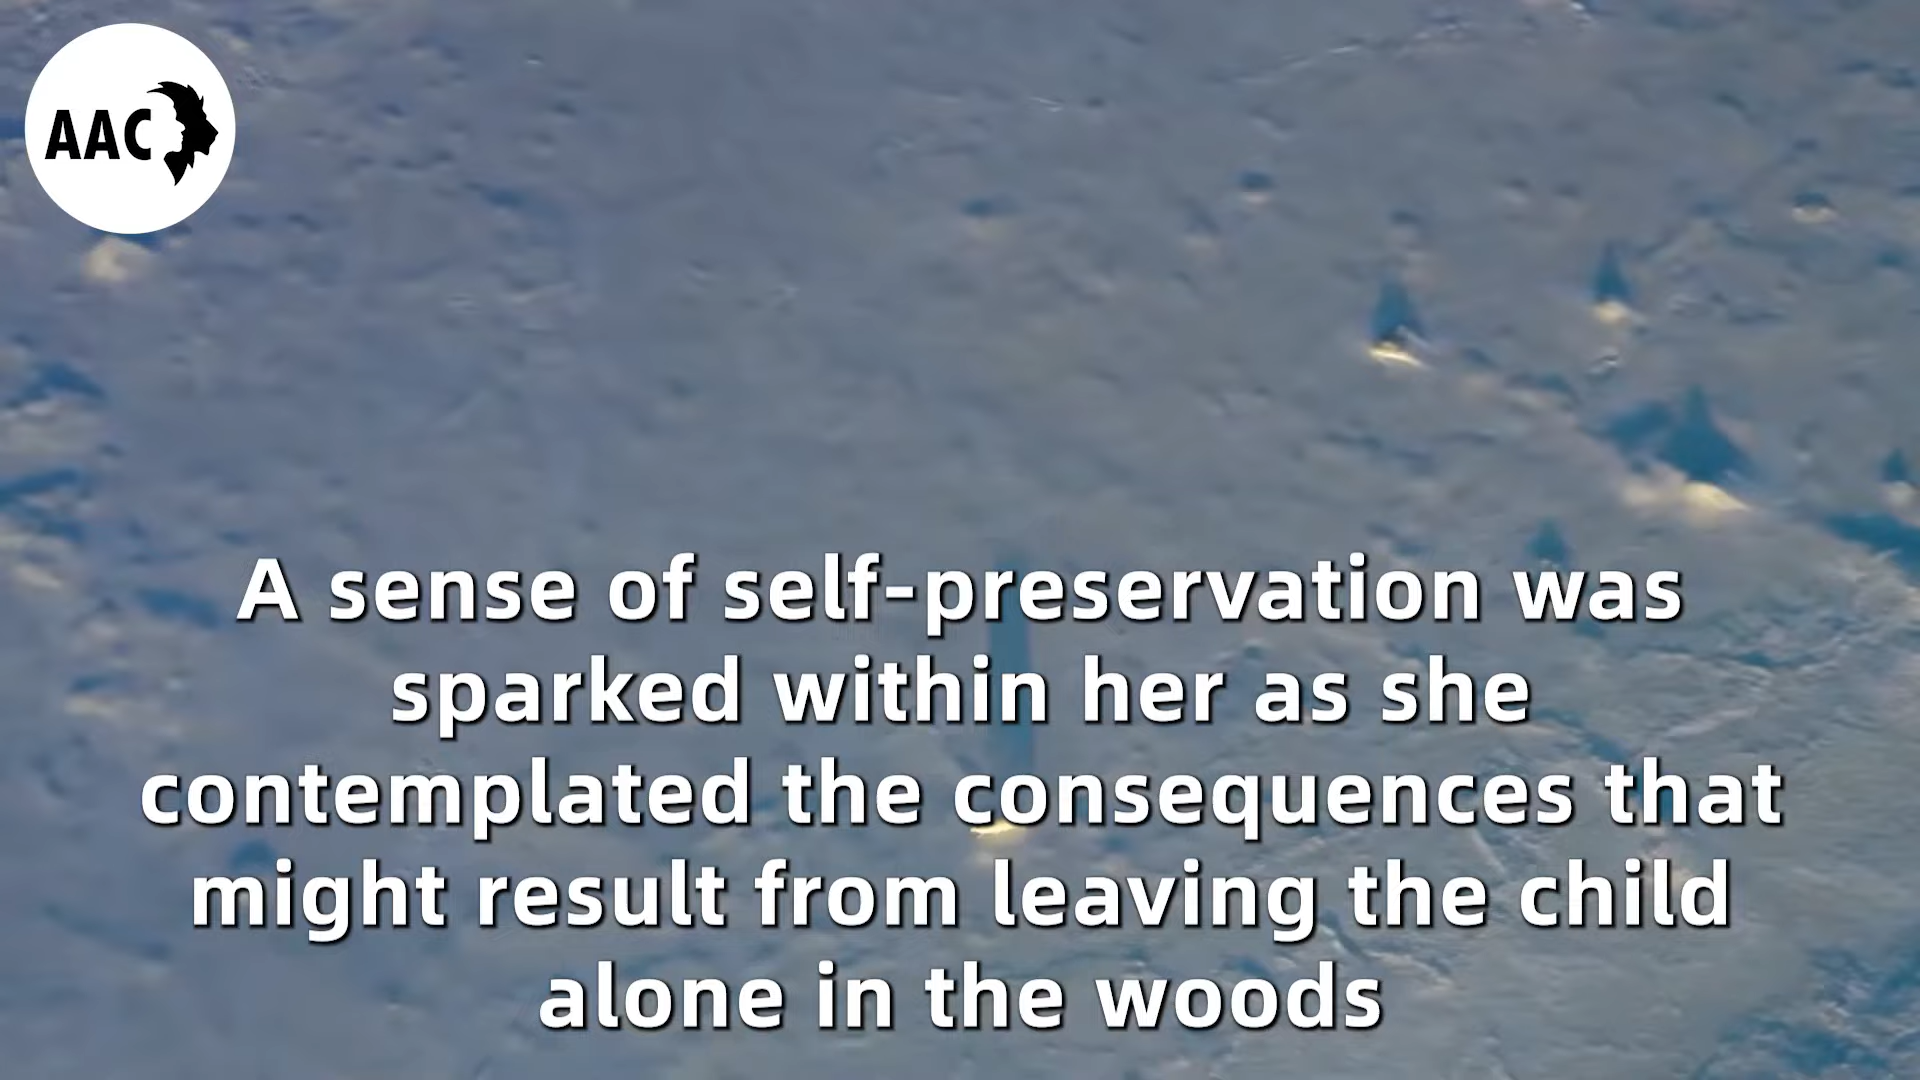 AAC
A sense of self-preservation was
sparked within her as she
contemplated the consequences that
might result from leaving the child
alone in the woods